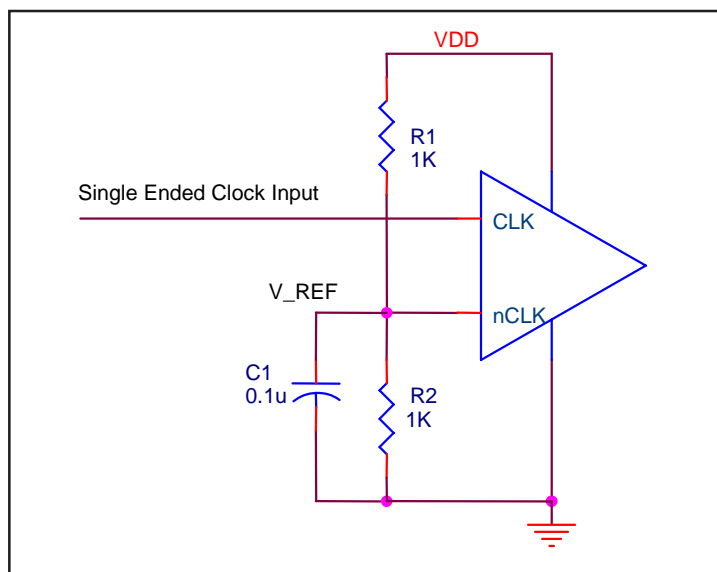 VDD
R1
1K
Single Ended Clock Input
CLK
V_REF
nCLK
C1
0.1u
R2
1K